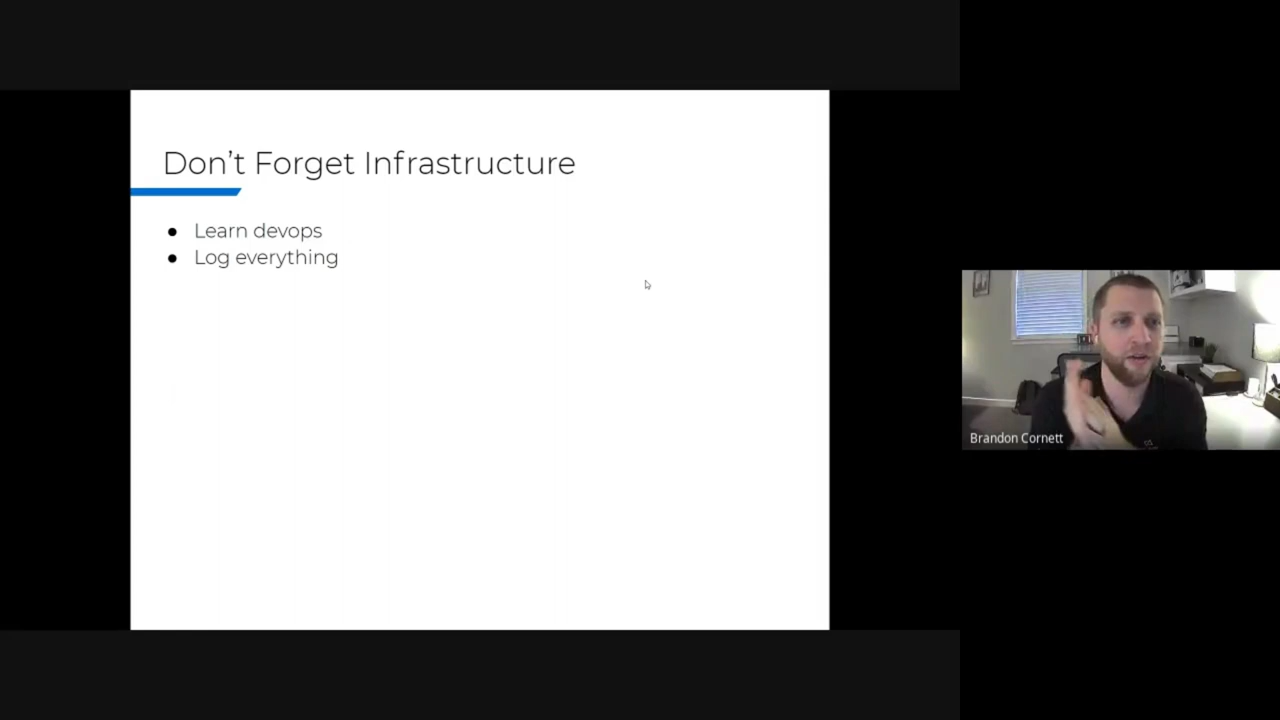 Don’t Forget Infrastructure
Learn devops
Log everything
Brandon Cornett